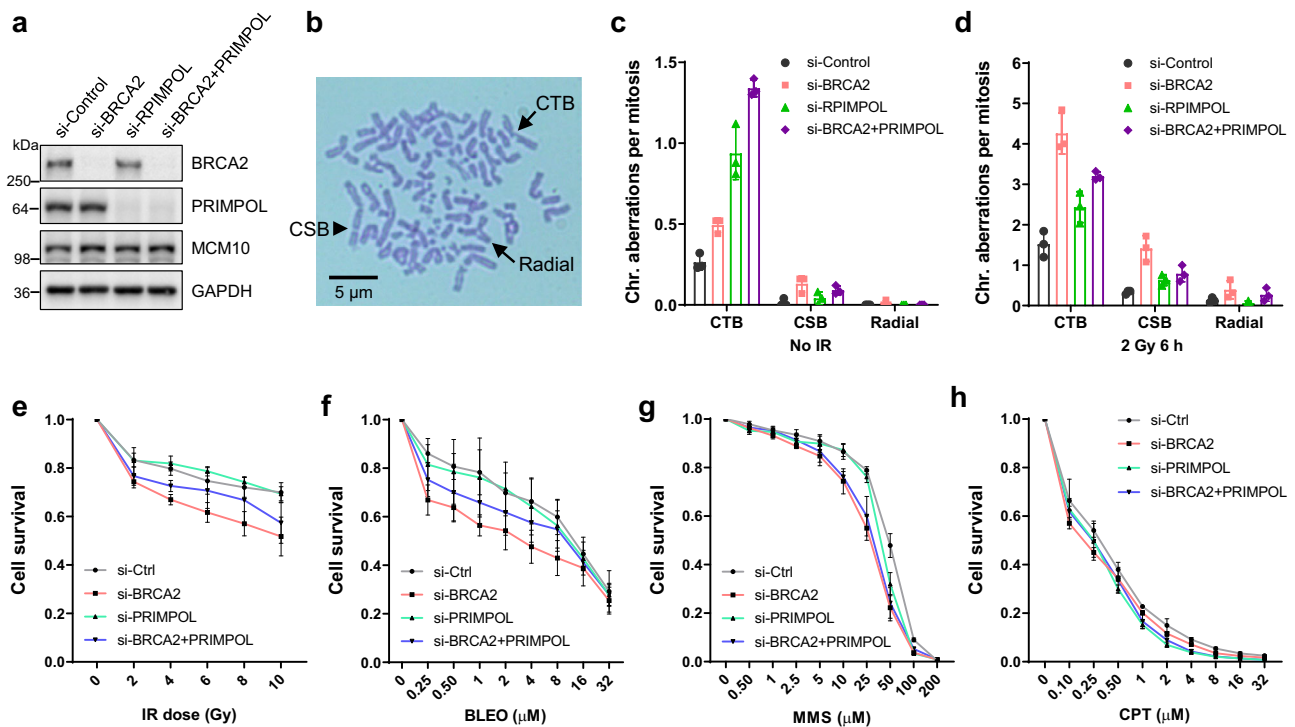 a
si-Control
si-BRCA2
si-RPIMPOL
si-BRCA2+PRIMPOL
kDa
BRCA2
250
PRIMPOL
64
MCM10
98
GAPDH
36
b
CTB
CSB
Radial
5 µm
c
Chr. aberrations per mitosis
1.5
1.0
0.5
0.0
si-Control
si-BRCA2
si-RPIMPOL
si-BRCA2+PRIMPOL
CTB CSB Radial
No IR
d
Chr. aberrations per mitosis
6
5
4
3
2
1
0
si-Control
si-BRCA2
si-RPIMPOL
si-BRCA2+PRIMPOL
CTB CSB Radial
2 Gy 6 h
e
Cell survival
1.0
0.8
0.6
0.4
0.2
0.0
si-Ctrl
si-BRCA2
si-PRIMPOL
si-BRCA2+PRIMPOL
0 2 4 6 8 10
IR dose (Gy)
f
Cell survival
1.0
0.8
0.6
0.4
0.2
0.0
si-Ctrl
si-BRCA2
si-PRIMPOL
si-BRCA2+PRIMPOL
0 0.25 0.50 1 2 4 8 16 32
BLEO (µM)
g
Cell survival
1.0
0.8
0.6
0.4
0.2
0.0
si-Ctrl
si-BRCA2
si-PRIMPOL
si-BRCA2+PRIMPOL
0 0.50 1 2.5 5 10 25 50 100 200
MMS (µM)
h
Cell survival
1.0
0.8
0.6
0.4
0.2
0.0
si-Ctrl
si-BRCA2
si-PRIMPOL
si-BRCA2+PRIMPOL
0 0.10 0.25 0.50 1 2 4 8 16 32
CPT (µM)